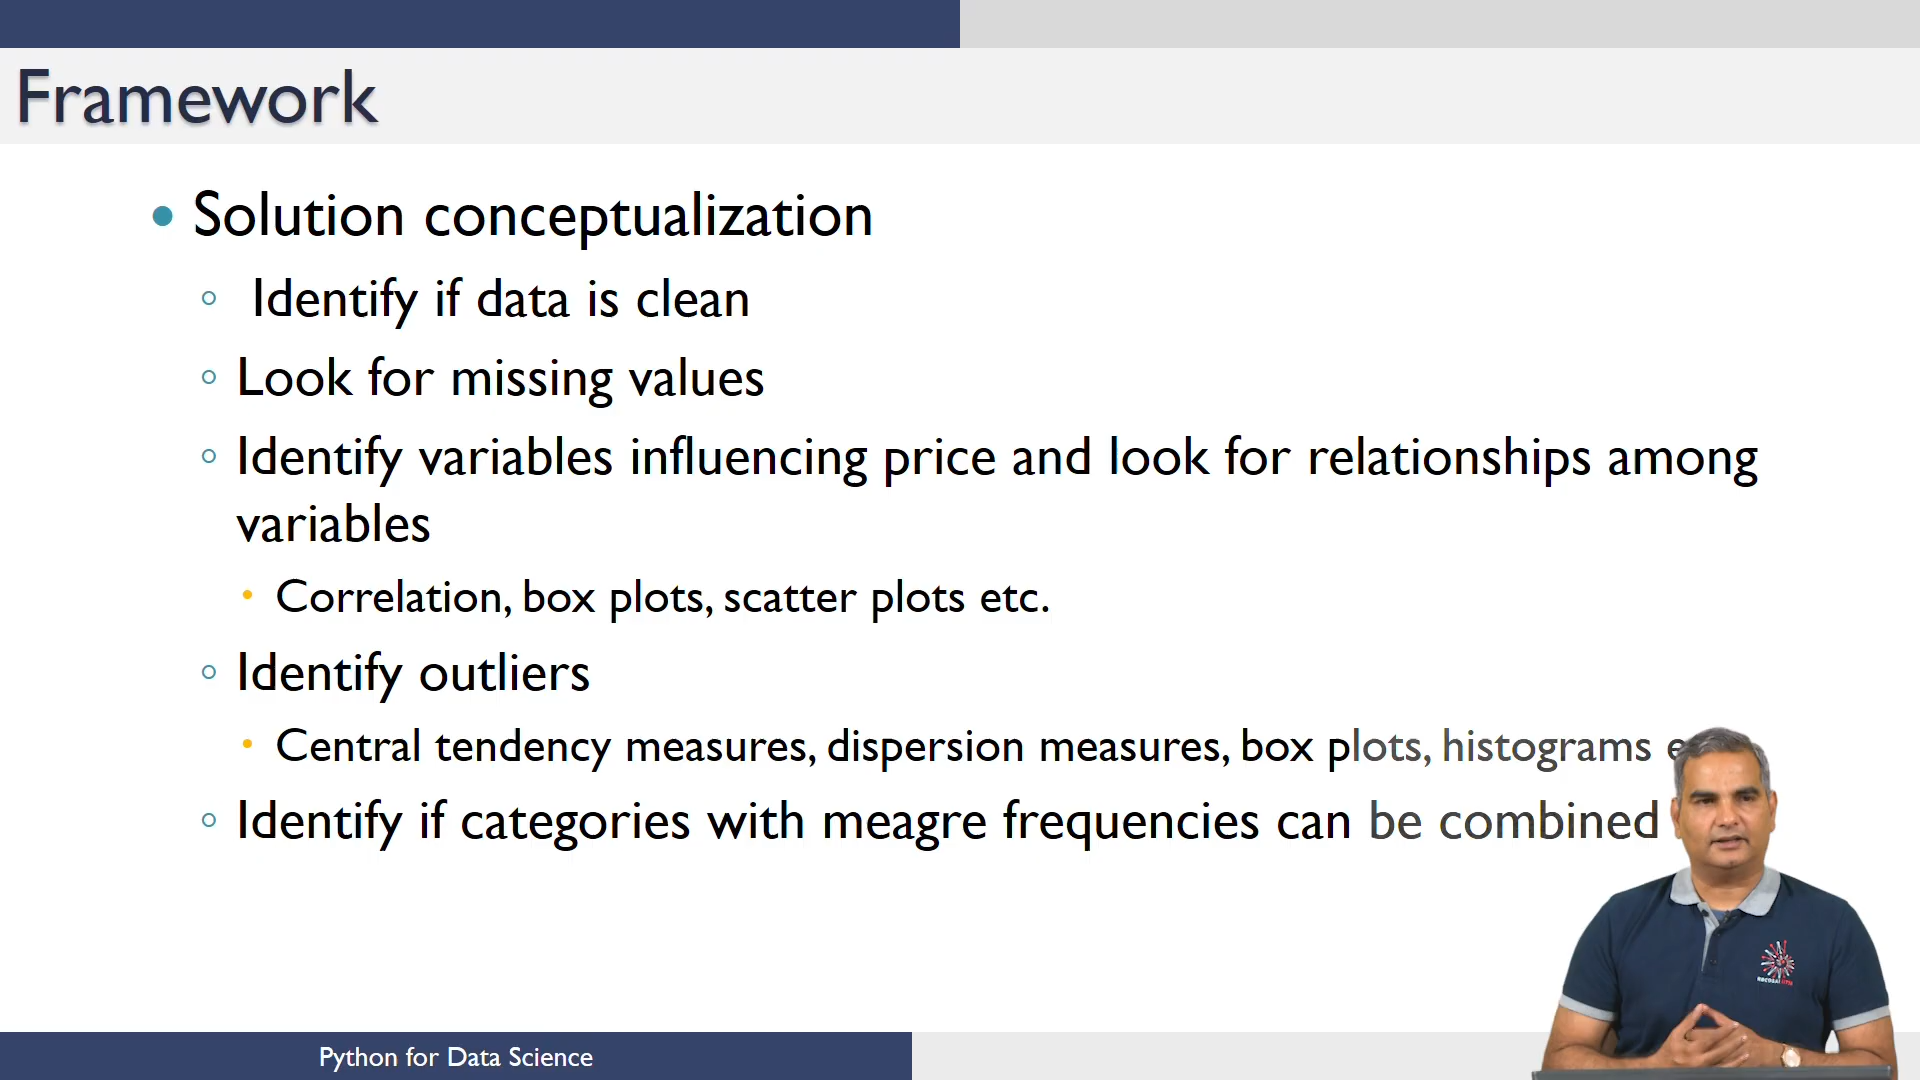 Framework
Solution conceptualization
Identify if data is clean
Look for missing values
Identify variables influencing price and look for relationships among
variables
Correlation, box plots, scatter plots etc.
Identify outliers
Central tendency measures, dispersion measures, box plots, histograms
Identify if categories with meagre frequencies can be combined
Python for Data Science